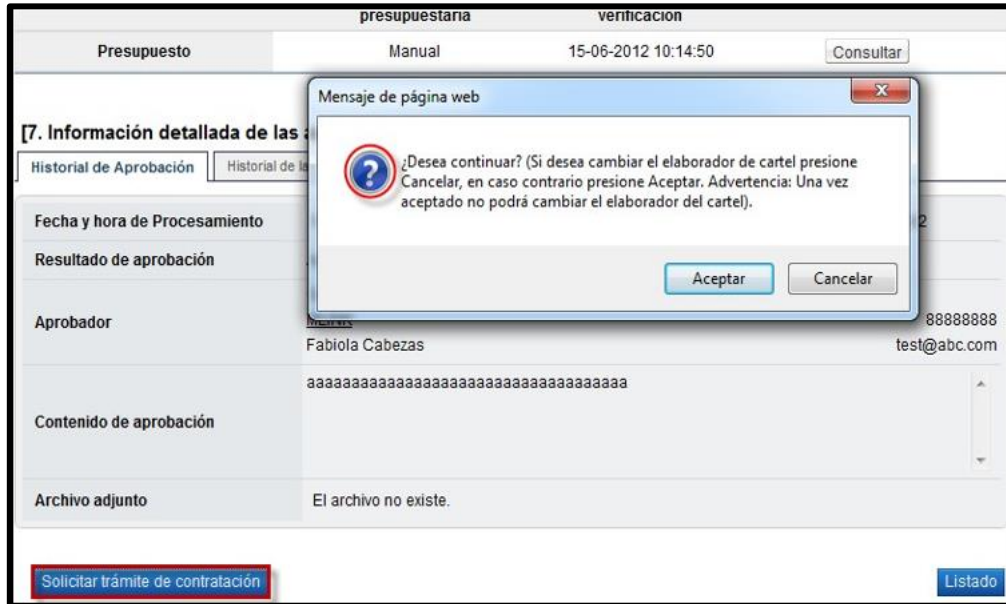 presupuestaria verificación
Presupuesto Manual 15-06-2012 10:14:50 Consultar
Mensaje de página web
[7. Información detallada de las
Historial de Aprobación Historial de
¿Desea continuar? (Si desea cambiar el elaborador de cartel presione
Cancelar, en caso contrario presione Aceptar. Advertencia: Una vez
aceptado no podrá cambiar el elaborador del cartel).
Fecha y hora de Procesamiento 2
Resultado de aprobación
Aceptar Cancelar
Aprobador 88888888
Fabiola Cabezas test@abc.com
aaaaaaaaaaaaaaaaaaaaaaaaaaaaaaaaaaaaa
Contenido de aprobación
Archivo adjunto El archivo no existe.
Solicitar trámite de contratación Listado